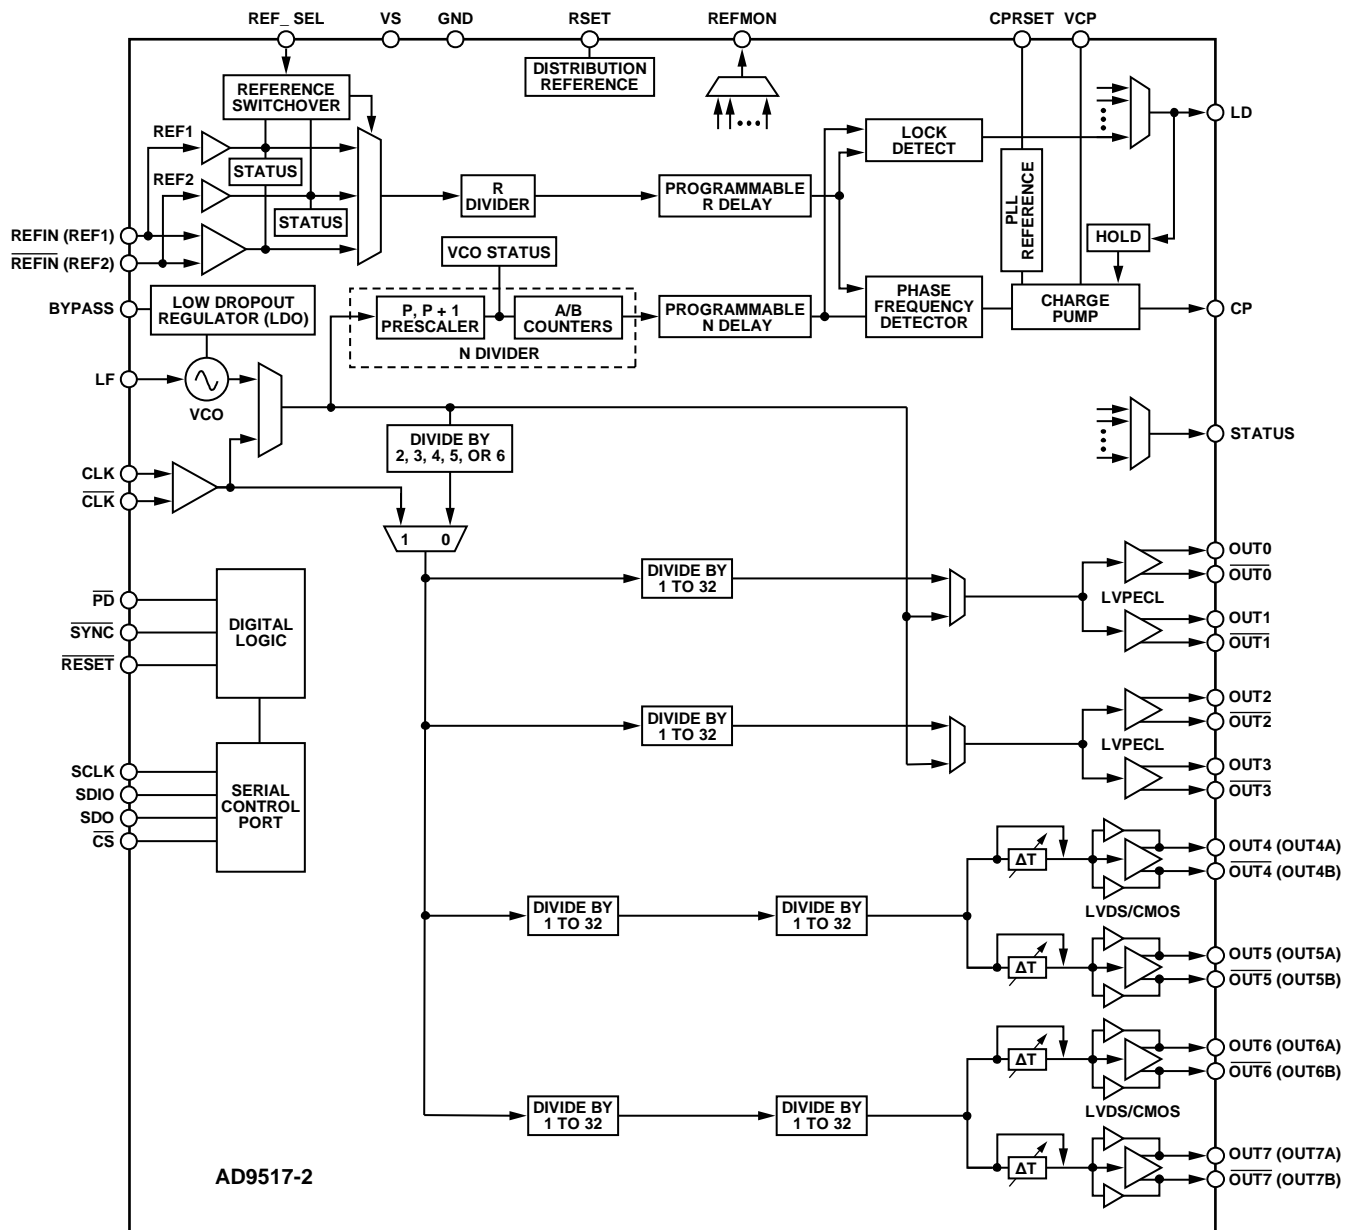 REF_ SEL
VS
GND
RSET
REFMON
CPRSET
VCP
DISTRIBUTION
REFERENCE
REFERENCE
SWITCHOVER
REF1
STATUS
REF2
STATUS
REFIN (REF1)
REFIN (REF2)
BYPASS
LF
CLK
CLK
R
DIVIDER
PROGRAMMABLE
R DELAY
LOCK
DETECT
PLL
REFERENCE
HOLD
LD
VCO STATUS
LOW DROPOUT
REGULATOR (LDO)
P, P + 1
PRESCALER
A/B
COUNTERS
N DIVIDER
PROGRAMMABLE
N DELAY
PHASE
FREQUENCY
DETECTOR
CHARGE
PUMP
CP
VCO
DIVIDE BY
2, 3, 4, 5, OR 6
STATUS
1 0
PD
SYNC
RESET
DIGITAL
LOGIC
SCLK
SDIO
SDO
CS
SERIAL
CONTROL
PORT
DIVIDE BY
1 TO 32
LVPECL
OUT0
OUT0
OUT1
OUT1
DIVIDE BY
1 TO 32
LVPECL
OUT2
OUT2
OUT3
OUT3
DIVIDE BY
1 TO 32
DIVIDE BY
1 TO 32
ΔT
ΔT
LVDS/CMOS
OUT4 (OUT4A)
OUT4 (OUT4B)
OUT5 (OUT5A)
OUT5 (OUT5B)
DIVIDE BY
1 TO 32
DIVIDE BY
1 TO 32
ΔT
ΔT
LVDS/CMOS
OUT6 (OUT6A)
OUT6 (OUT6B)
OUT7 (OUT7A)
OUT7 (OUT7B)
AD9517-2